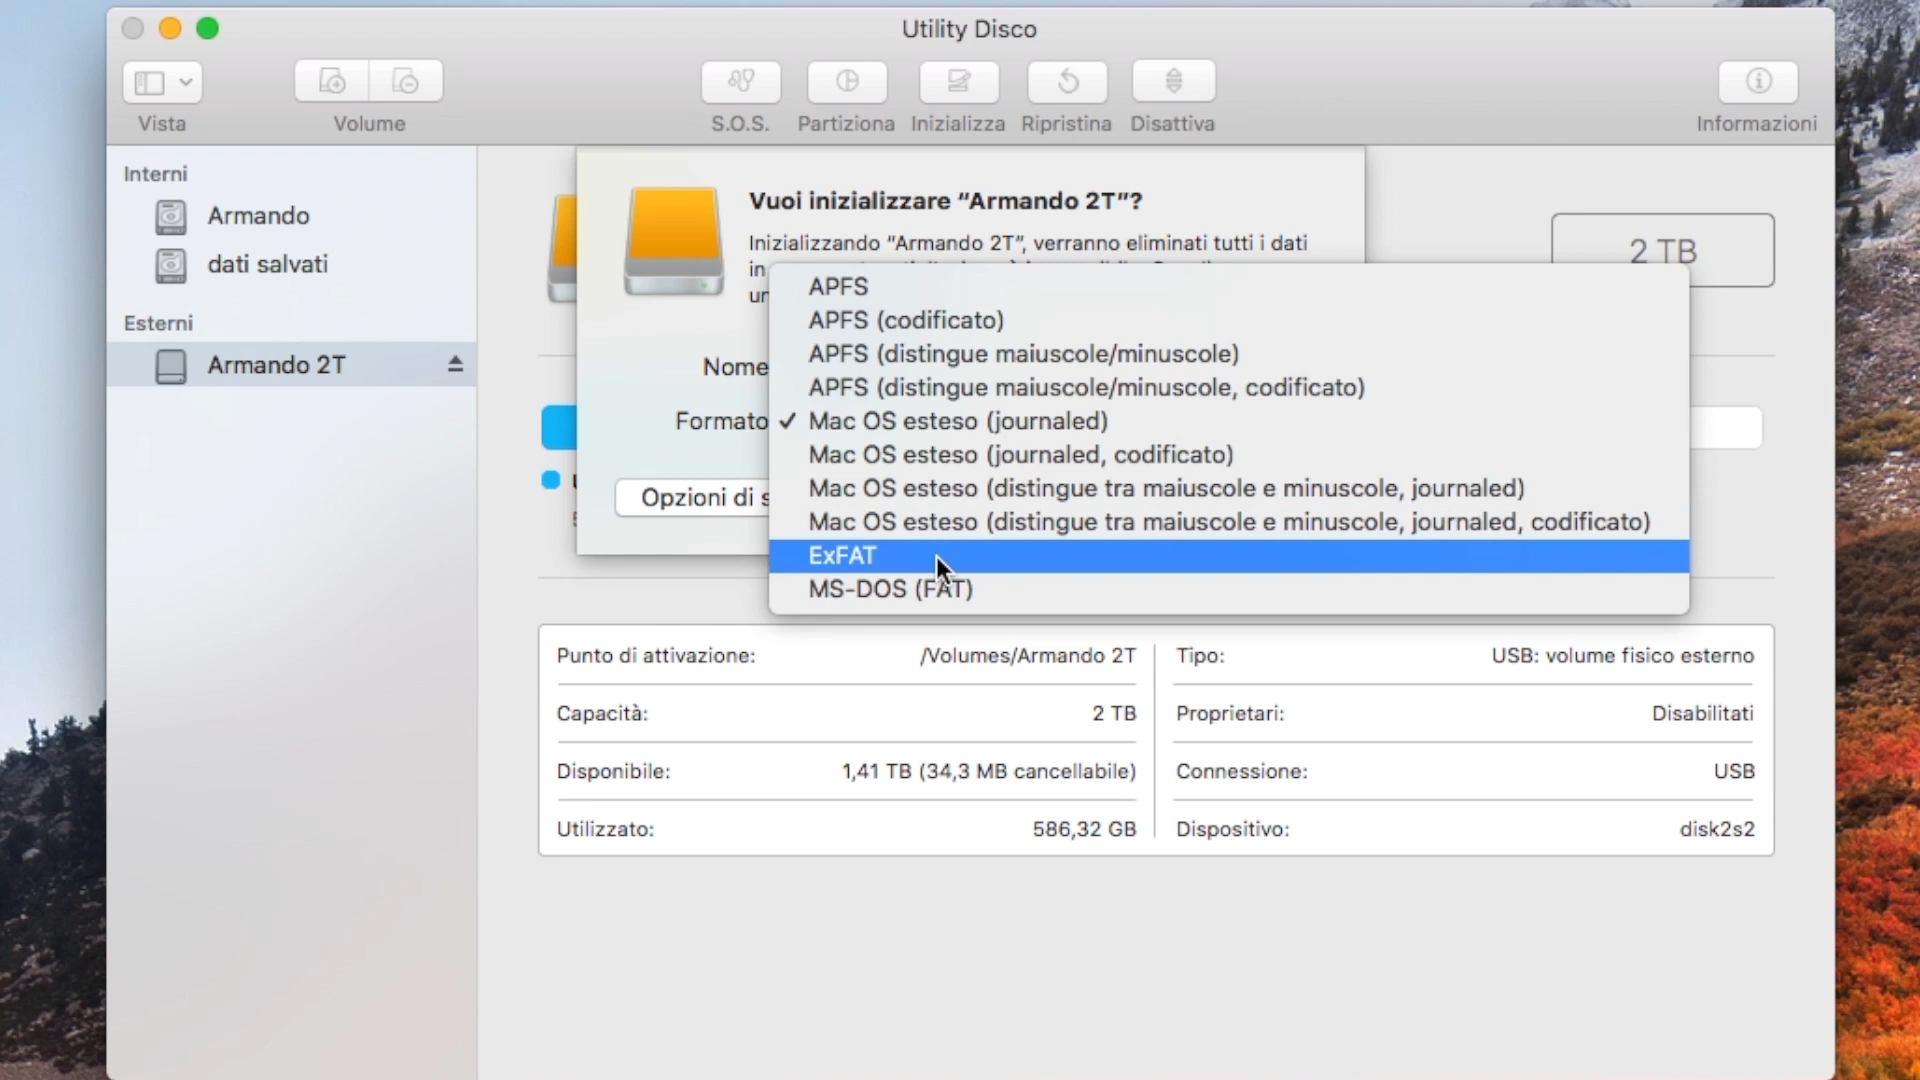 Utility Disco
Vista
Volume
S.O.S.
Partiziona
Inizializza
Ripristina
Disattiva
Informazioni
Interni
Armando
dati salvati
Esterni
Armando 2T
Vuoi inizializzare “Armando 2T”?
Inizializzando “Armando 2T”, verranno eliminati tutti i dati
in
un
2 TB
Nome
Formato
Opzioni di s
APFS
APFS (codificato)
APFS (distingue maiuscole/minuscole)
APFS (distingue maiuscole/minuscole, codificato)
✓ Mac OS esteso (journaled)
Mac OS esteso (journaled, codificato)
Mac OS esteso (distingue tra maiuscole e minuscole, journaled)
Mac OS esteso (distingue tra maiuscole e minuscole, journaled, codificato)
ExFAT
MS-DOS (FAT)
Punto di attivazione: /Volumes/Armando 2T
Capacità: 2 TB
Disponibile: 1,41 TB (34,3 MB cancellabile)
Utilizzato: 586,32 GB
Tipo: USB: volume fisico esterno
Proprietari: Disabilitati
Connessione: USB
Dispositivo: disk2s2